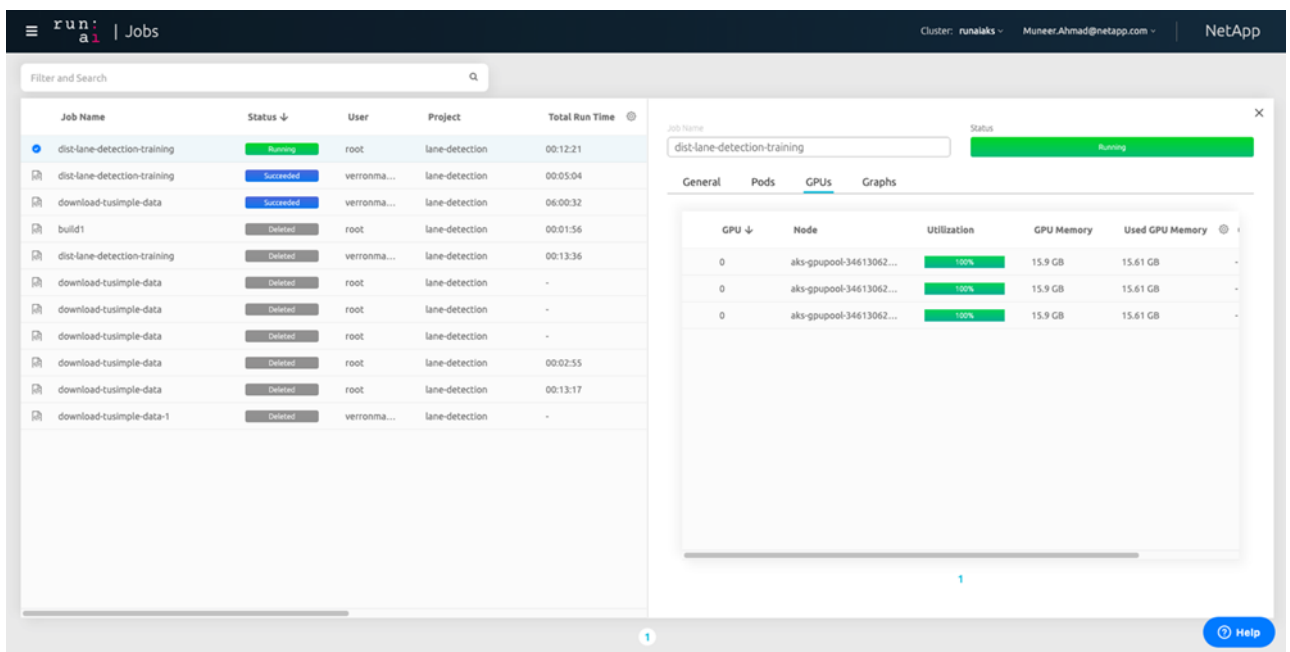 run: ai | Jobs Cluster: runaiaks Muneer.Ahmad@netapp.com NetApp
Filter and Search
Job Name Status User Project Total Run Time
dist-lane-detection-training Running root lane-detection 00:12:21
dist-lane-detection-training Succeeded verronma... lane-detection 00:05:04
download-tusimple-data Succeeded verronma... lane-detection 06:00:32
build1 Deleted root lane-detection 00:01:56
dist-lane-detection-training Deleted verronma... lane-detection 00:13:36
download-tusimple-data Deleted root lane-detection -
download-tusimple-data Deleted root lane-detection -
download-tusimple-data Deleted root lane-detection -
download-tusimple-data Deleted root lane-detection 00:02:55
download-tusimple-data Deleted root lane-detection 00:13:17
download-tusimple-data-1 Deleted verronma... lane-detection -
Job Name Status
dist-lane-detection-training Running
General Pods GPUs Graphs
GPU Node Utilization GPU Memory Used GPU Memory
0 aks-gpupool-34613062... 100% 15.9 GB 15.61 GB -
0 aks-gpupool-34613062... 100% 15.9 GB 15.61 GB -
0 aks-gpupool-34613062... 100% 15.9 GB 15.61 GB -
1
1
Help